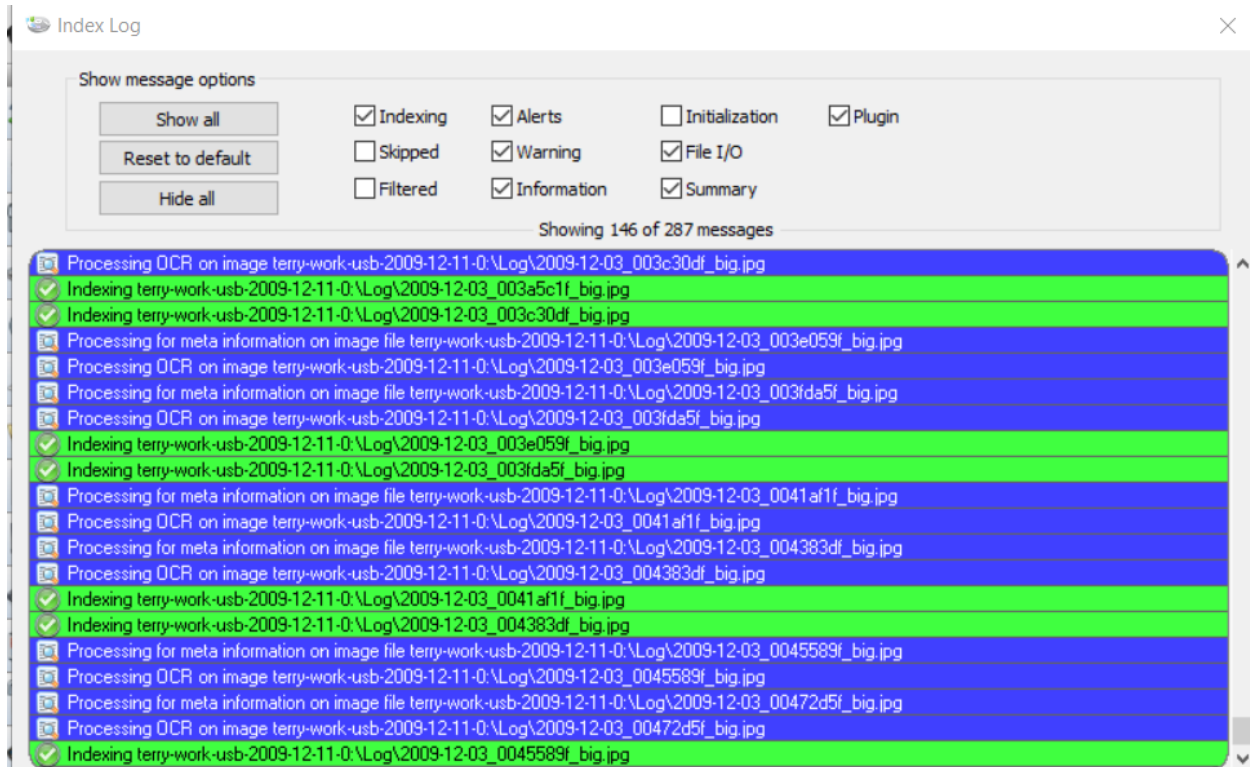 Index Log
Show message options
Show all
Indexing Alerts Initialization Plugin
Reset to default
Skipped Warning File I/O
Hide all
Filtered Information Summary
Showing 146 of 287 messages
Processing OCR on image terry-work-usb-2009-12-11-0:\Log\2009-12-03_003c30df_big.jpg
Indexing terry-work-usb-2009-12-11-0:\Log\2009-12-03_003a5c1f_big.jpg
Indexing terry-work-usb-2009-12-11-0:\Log\2009-12-03_003c30df_big.jpg
Processing for meta information on image file terry-work-usb-2009-12-11-0:\Log\2009-12-03_003e059f_big.jpg
Processing OCR on image terry-work-usb-2009-12-11-0:\Log\2009-12-03_003e059f_big.jpg
Processing for meta information on image file terry-work-usb-2009-12-11-0:\Log\2009-12-03_003fda5f_big.jpg
Processing OCR on image terry-work-usb-2009-12-11-0:\Log\2009-12-03_003fda5f_big.jpg
Indexing terry-work-usb-2009-12-11-0:\Log\2009-12-03_003e059f_big.jpg
Indexing terry-work-usb-2009-12-11-0:\Log\2009-12-03_003fda5f_big.jpg
Processing for meta information on image file terry-work-usb-2009-12-11-0:\Log\2009-12-03_0041af1f_big.jpg
Processing OCR on image terry-work-usb-2009-12-11-0:\Log\2009-12-03_0041af1f_big.jpg
Processing for meta information on image file terry-work-usb-2009-12-11-0:\Log\2009-12-03_004383df_big.jpg
Processing OCR on image terry-work-usb-2009-12-11-0:\Log\2009-12-03_004383df_big.jpg
Indexing terry-work-usb-2009-12-11-0:\Log\2009-12-03_0041af1f_big.jpg
Indexing terry-work-usb-2009-12-11-0:\Log\2009-12-03_004383df_big.jpg
Processing for meta information on image file terry-work-usb-2009-12-11-0:\Log\2009-12-03_0045589f_big.jpg
Processing OCR on image terry-work-usb-2009-12-11-0:\Log\2009-12-03_0045589f_big.jpg
Processing for meta information on image file terry-work-usb-2009-12-11-0:\Log\2009-12-03_00472d5f_big.jpg
Processing OCR on image terry-work-usb-2009-12-11-0:\Log\2009-12-03_00472d5f_big.jpg
Indexing terry-work-usb-2009-12-11-0:\Log\2009-12-03_0045589f_big.jpg